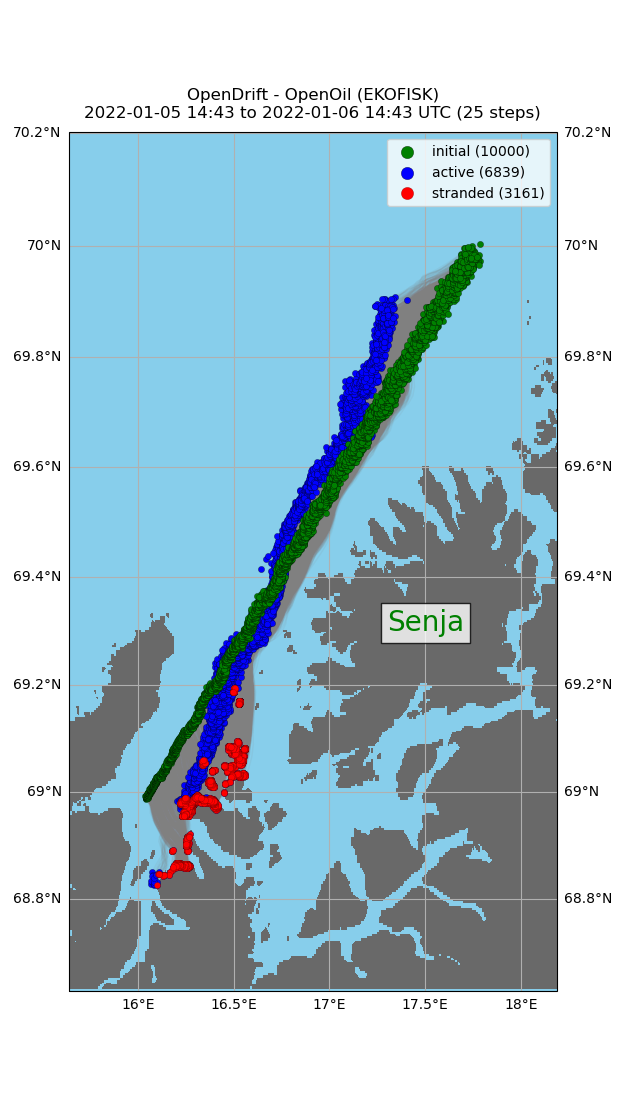 OpenDrift - OpenOil (EKOFISK)
2022-01-05 14:43 to 2022-01-06 14:43 UTC (25 steps)
70.2°N 70.2°N
initial (10000)
active (6839)
stranded (3161)
70°N 70°N
69.8°N 69.8°N
69.6°N 69.6°N
69.4°N 69.4°N
Senja
69.2°N 69.2°N
69°N 69°N
68.8°N 68.8°N
16°E 16.5°E 17°E 17.5°E 18°E